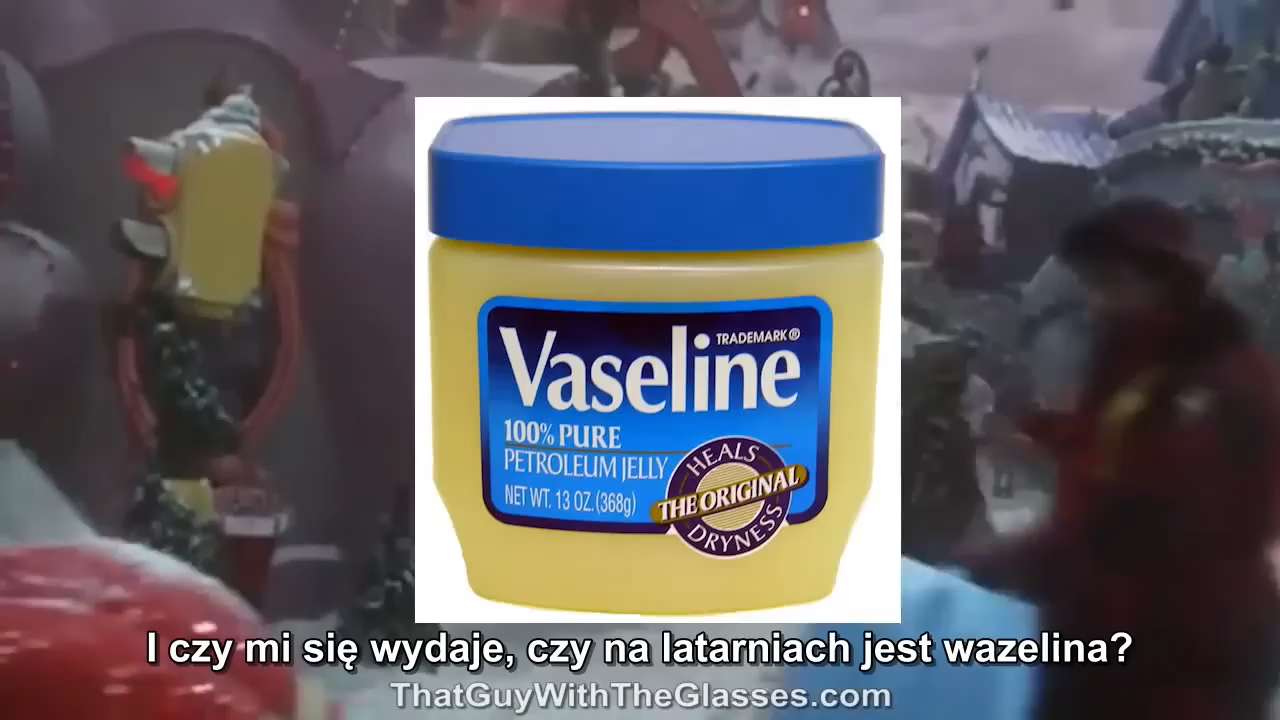 Vaseline
TRADEMARK®
100% PURE
PETROLEUM JELLY
NET WT. 13 OZ. (368g)
HEALS
THE ORIGINAL
DRYNESS
I czy mi się wydaje, czy na latarniach jest wazelina?
ThatGuyWithTheGlasses.com